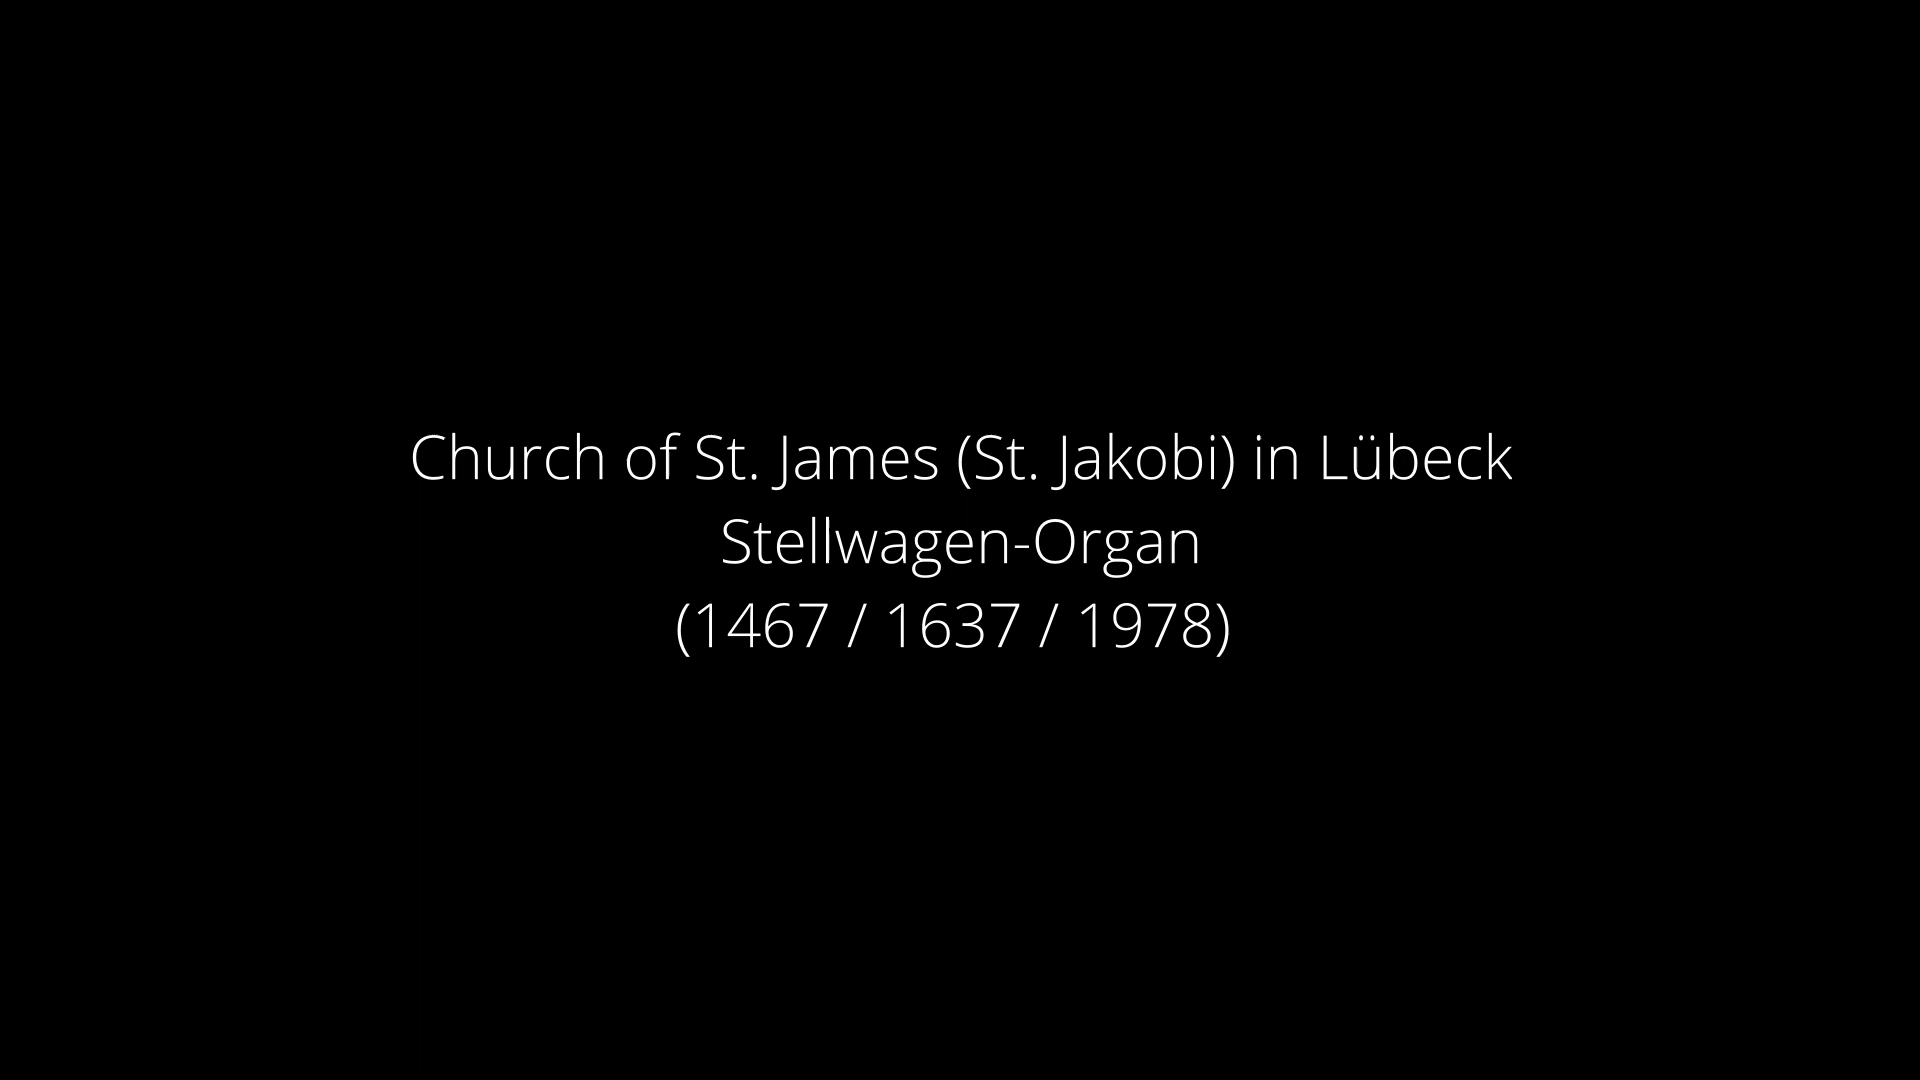 Church of St. James (St. Jakobi) in Lübeck
Stellwagen-Organ
(1467 / 1637 / 1978)